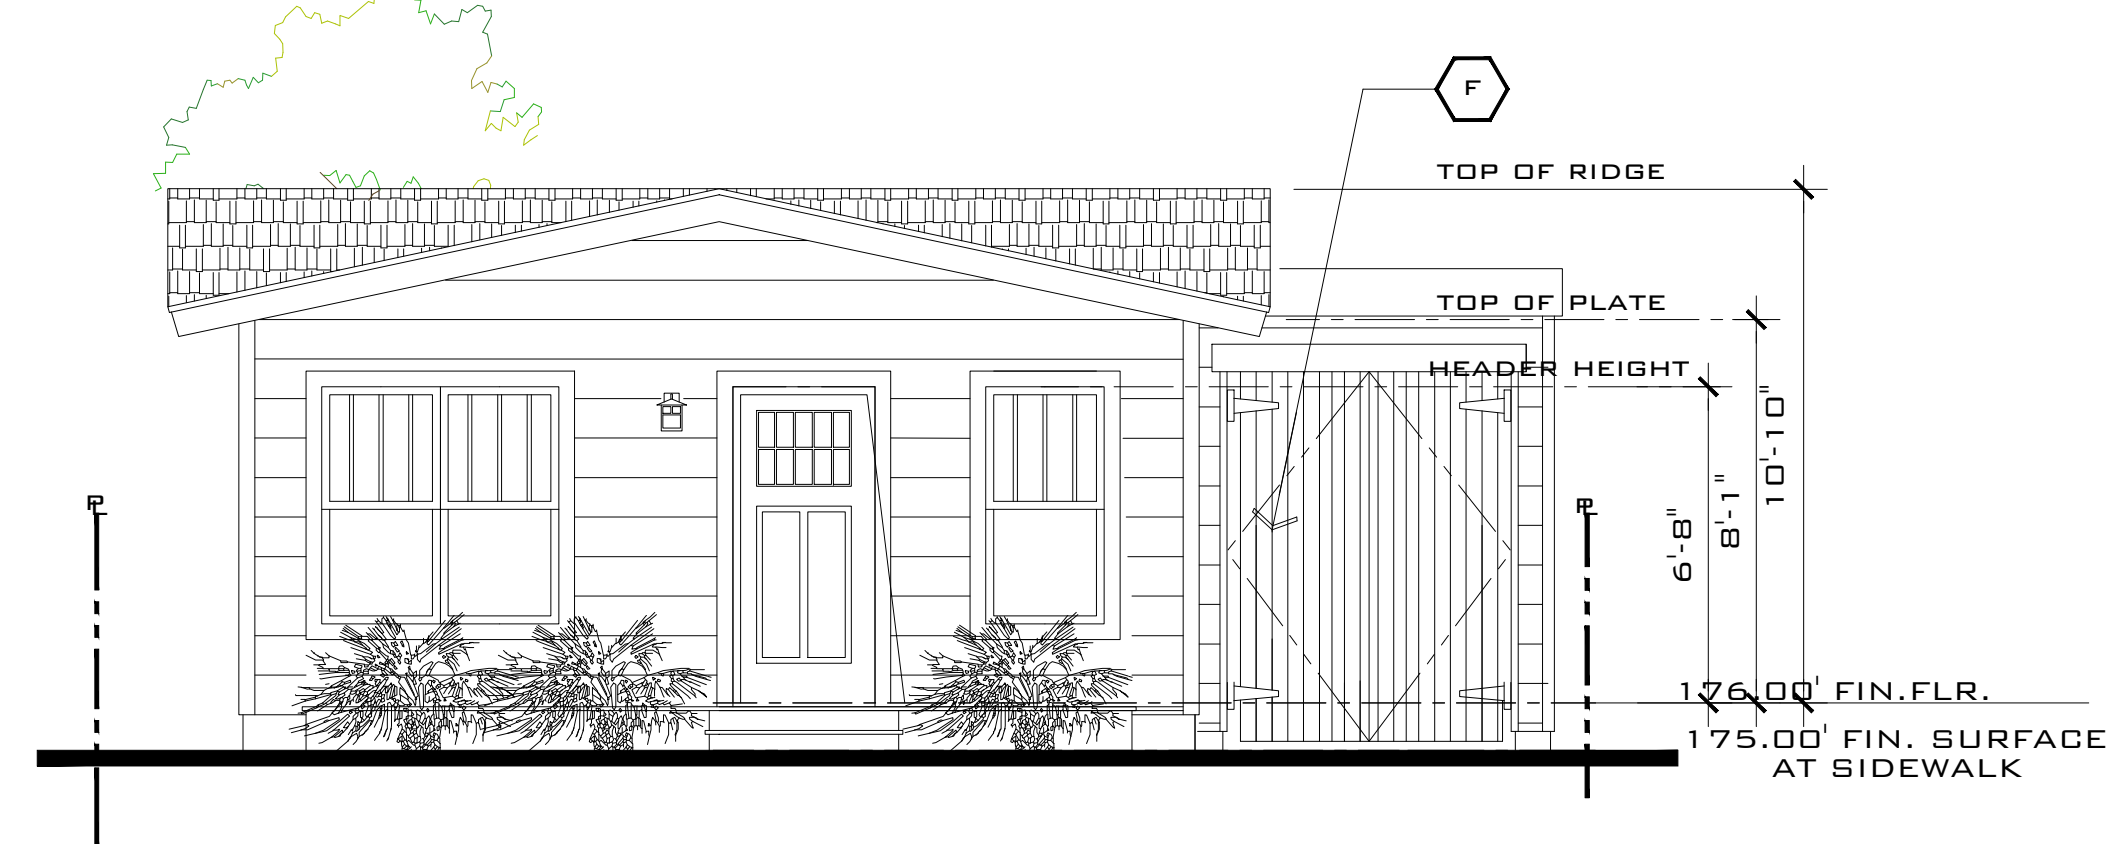 F
TOP OF RIDGE
TOP OF PLATE
HEADER HEIGHT
10'-10"
8'-1"
6'-8"
PL
PL
176.00' FIN.FLR.
175.00' FIN. SURFACE
AT SIDEWALK